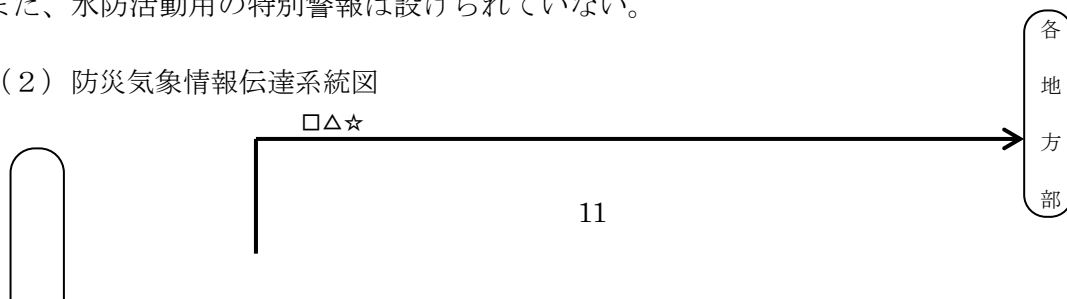 また、水防活動用の特別警報は設けられていない。
（２）防災気象情報伝達系統図
□△☆
各地方部
11